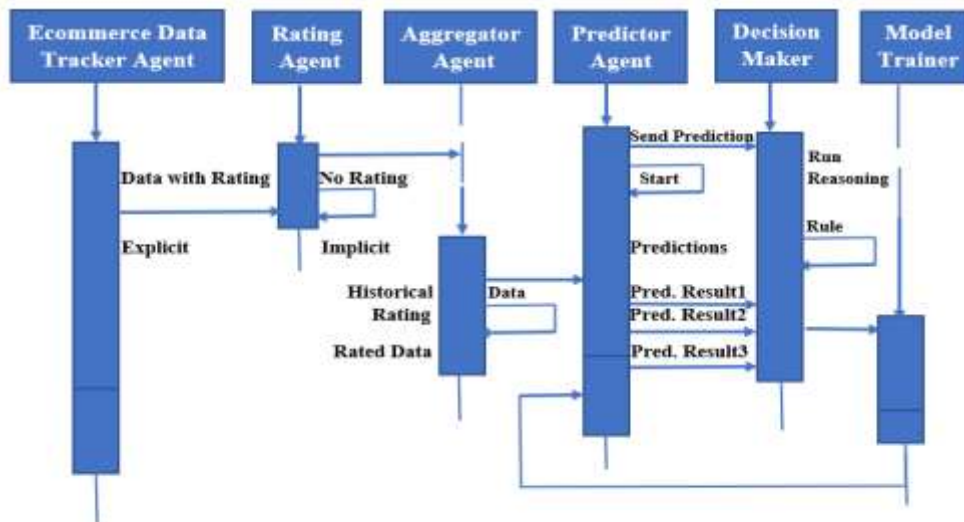 Ecommerce Data
Tracker Agent
Rating
Agent
Aggregator
Agent
Predictor
Agent
Decision
Maker
Model
Trainer
Send Prediction
Run
Reasoning
Data with Rating
No Rating
Start
Rule
Explicit
Implicit
Predictions
Historical
Rating
Data
Pred. Result1
Pred. Result2
Rated Data
Pred. Result3